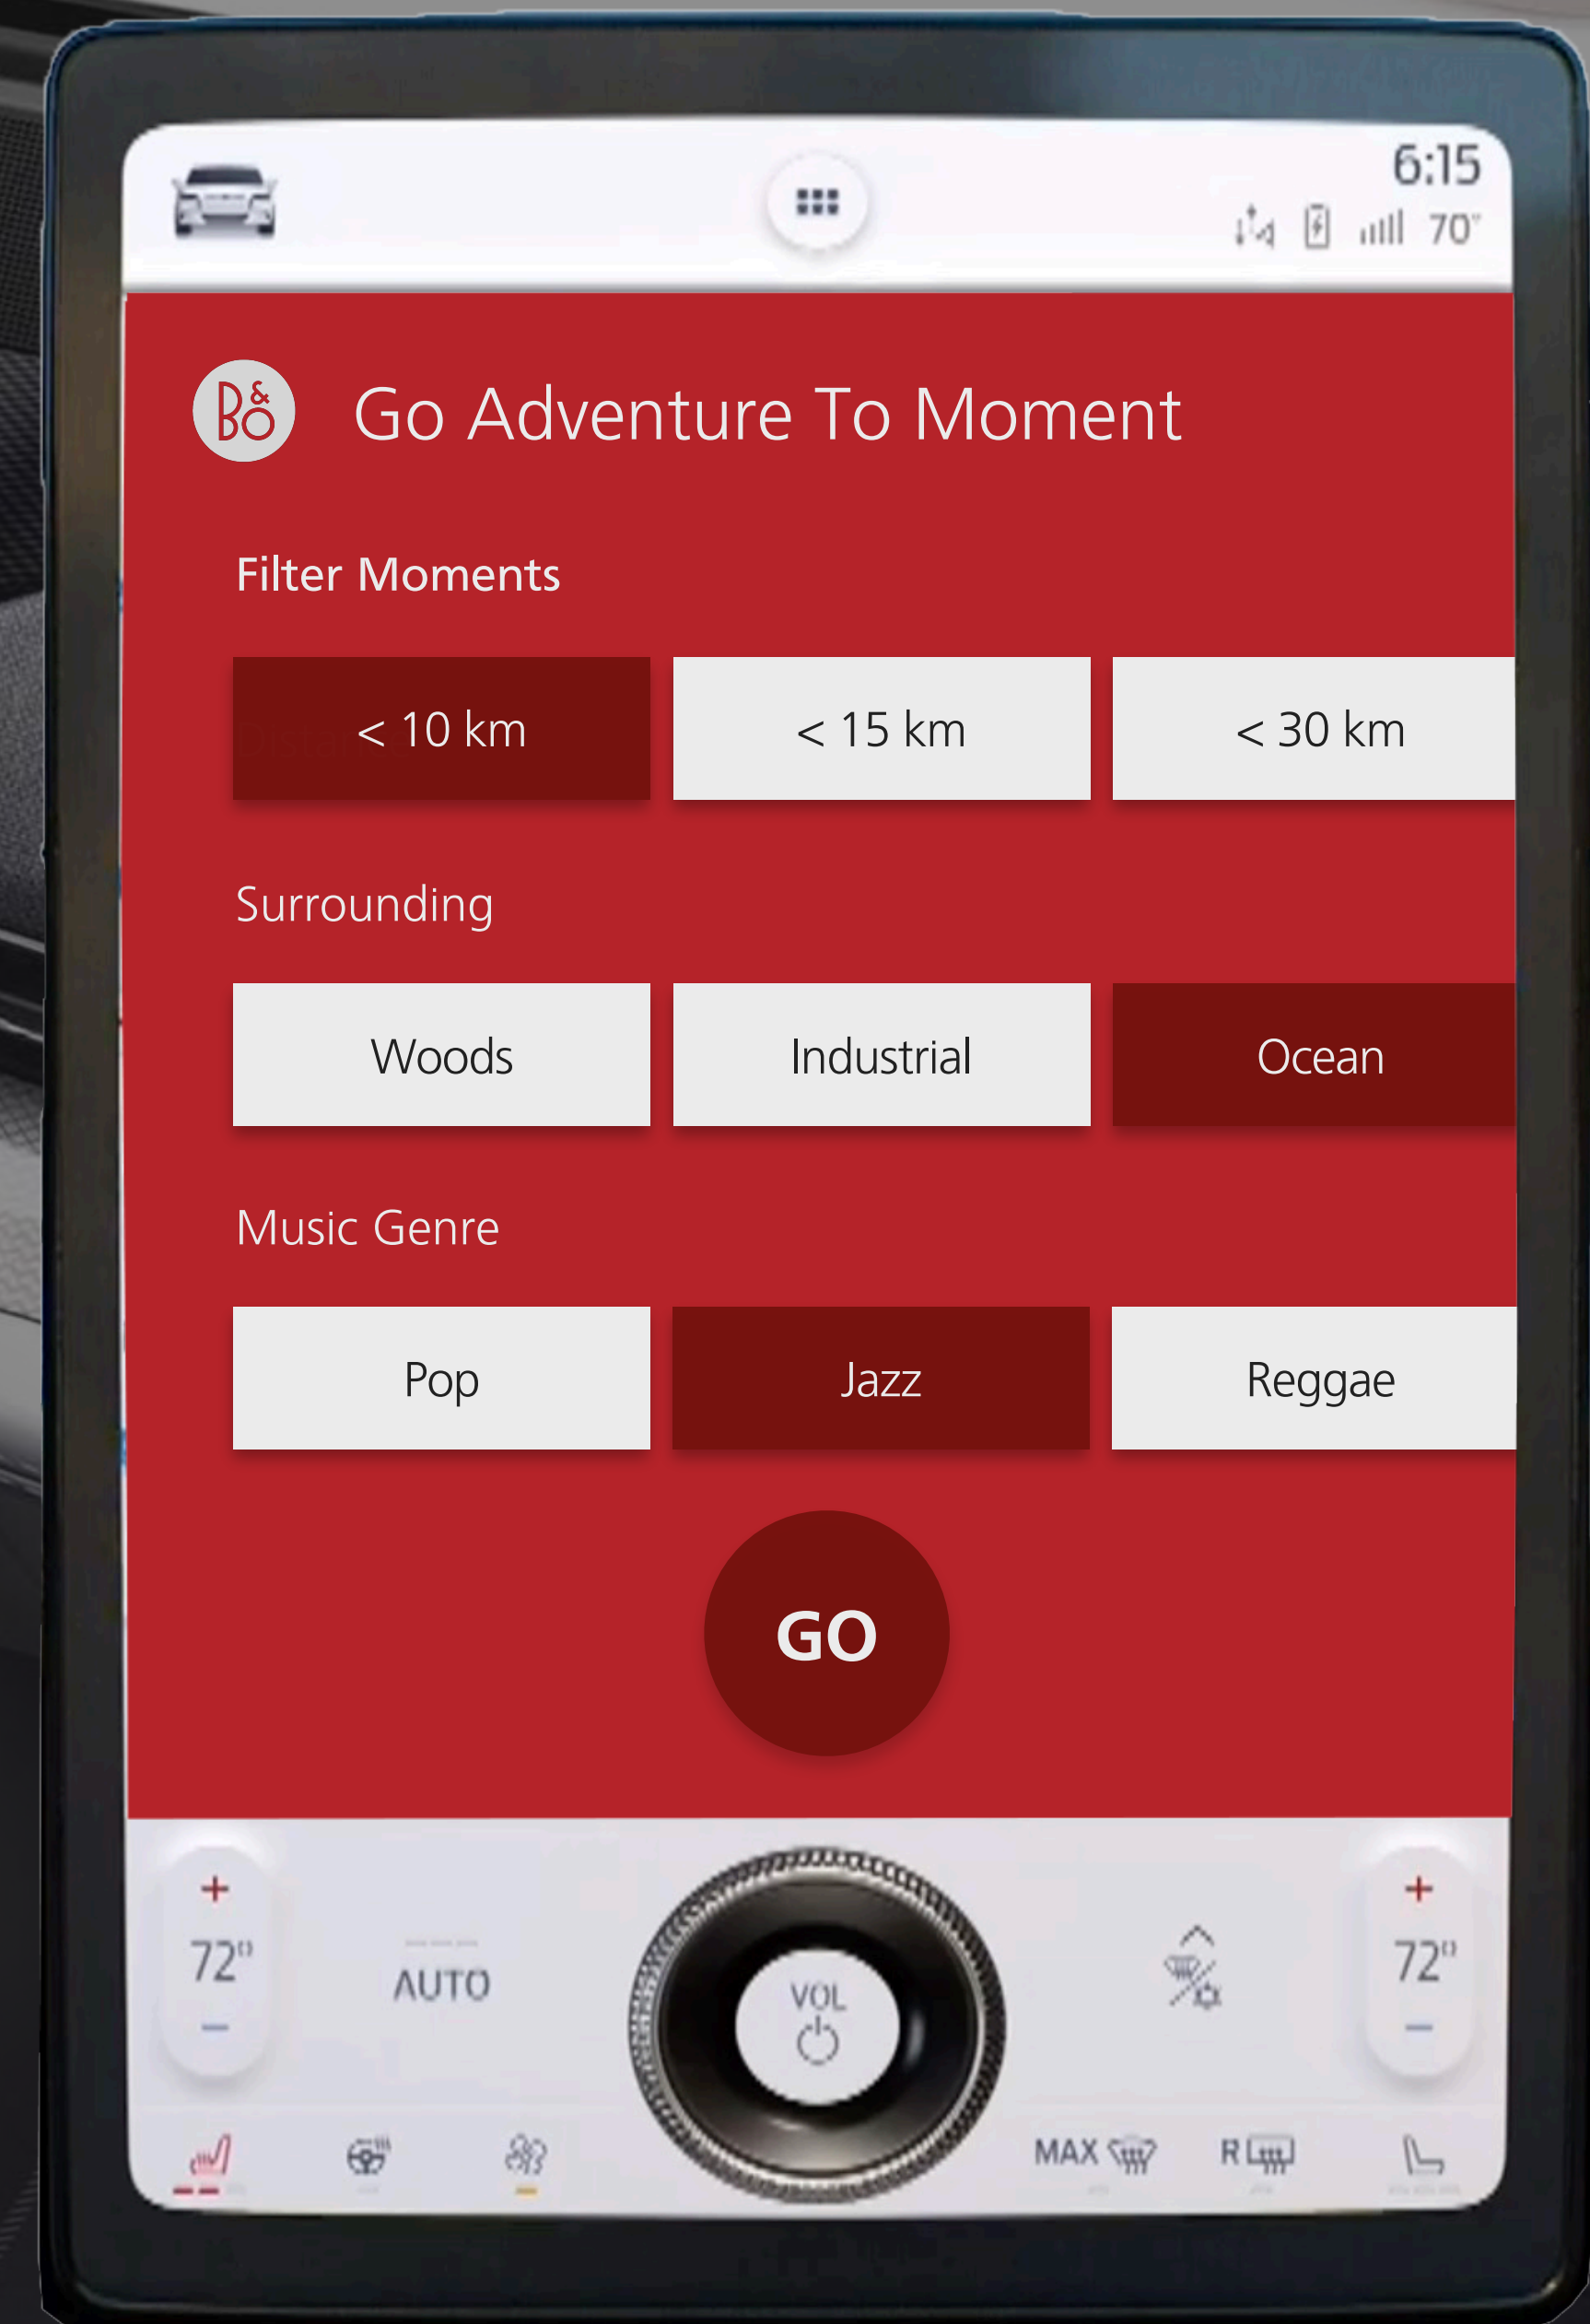 6:15
70°
B&O
Go Adventure To Moment
Filter Moments
< 10 km
< 15 km
< 30 km
Surrounding
Woods
Industrial
Ocean
Music Genre
Pop
Jazz
Reggae
GO
72°
AUTO
VOL
72°
MAX
R